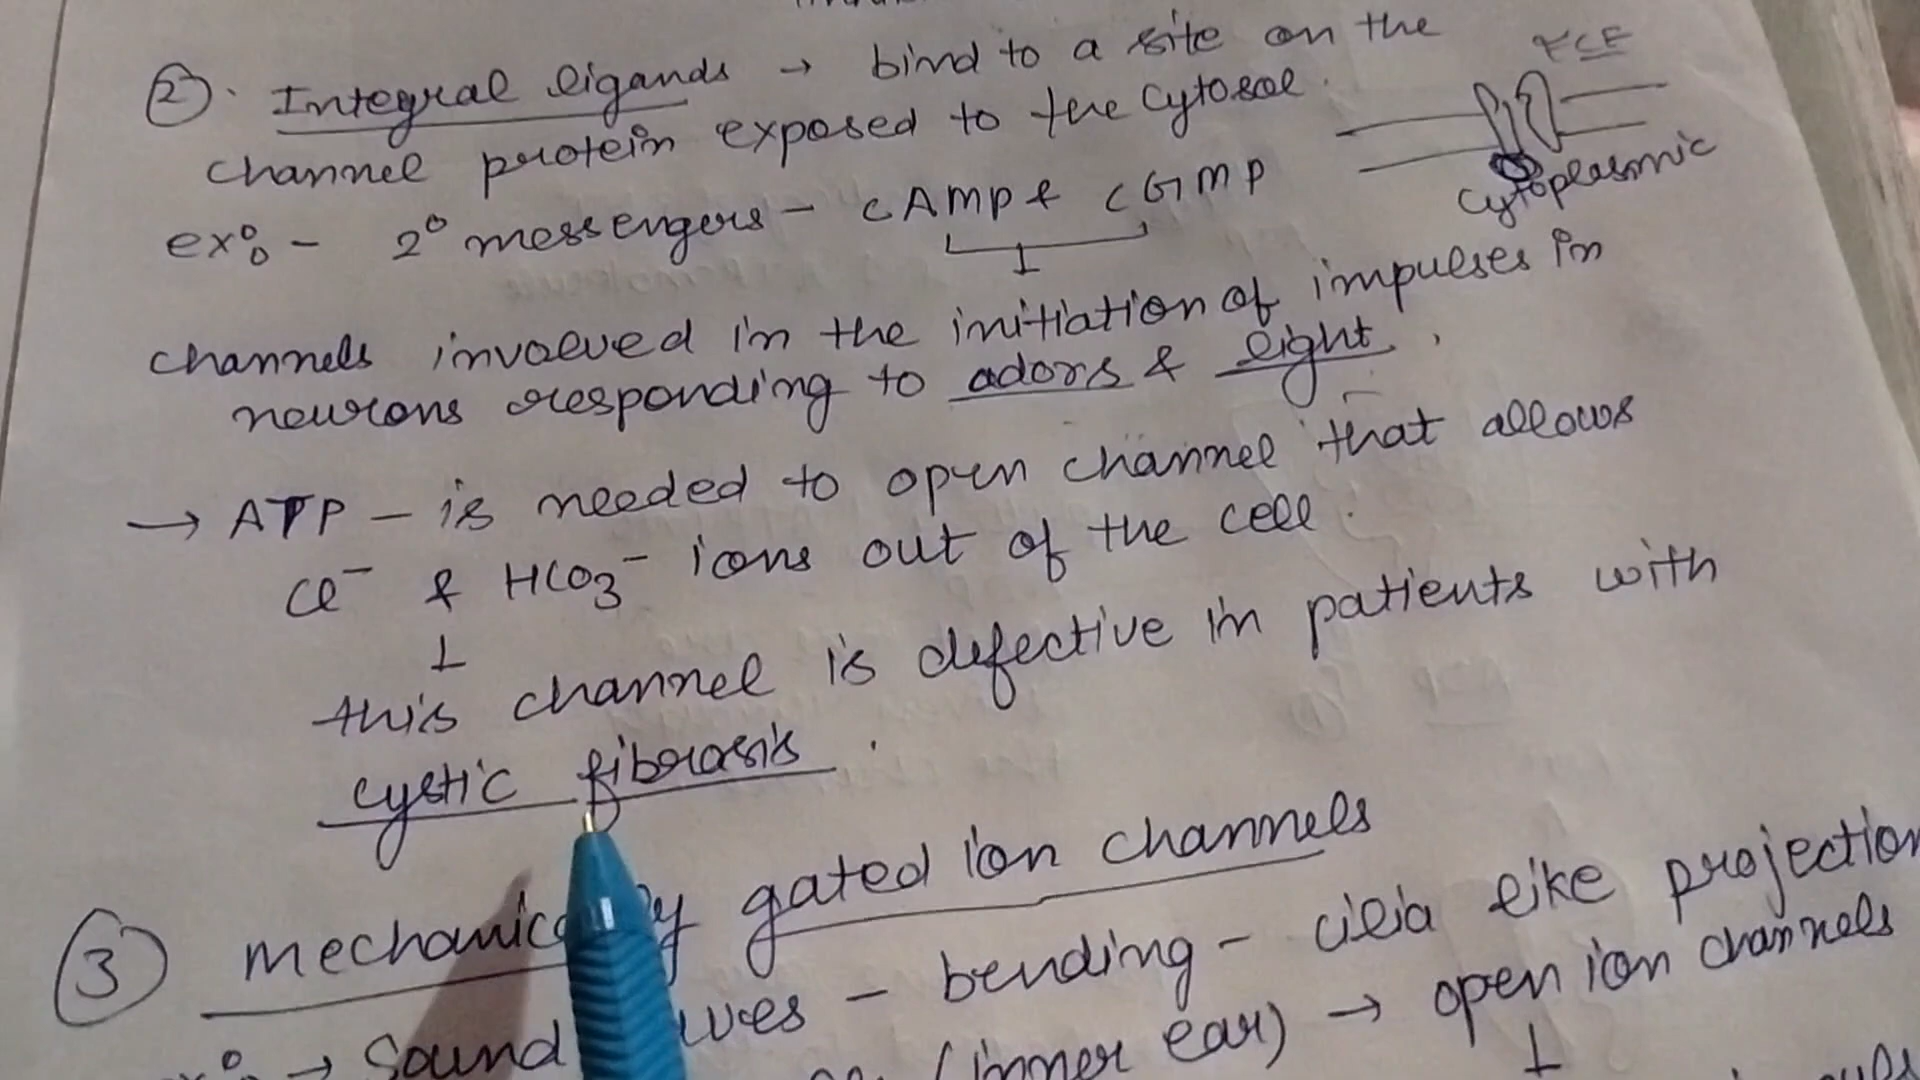 ② Integral ligands → bind to a site on the
channel protein exposed to the cytosol.
ECF
Cytoplasmic
ex:- 2° messengers - cAMP & cGMP
channels involved in the initiation of impulses in
neurons responding to adors & light.
→ ATP - is needed to open channel that allows
Cl⁻ & HCO3⁻ ions out of the cell.
this channel is defective in patients with
cystic fibrosis.
③ mechanic y gated ion channels
→ Sound - bending - cilia like projection
(inner ear) → open ion channels